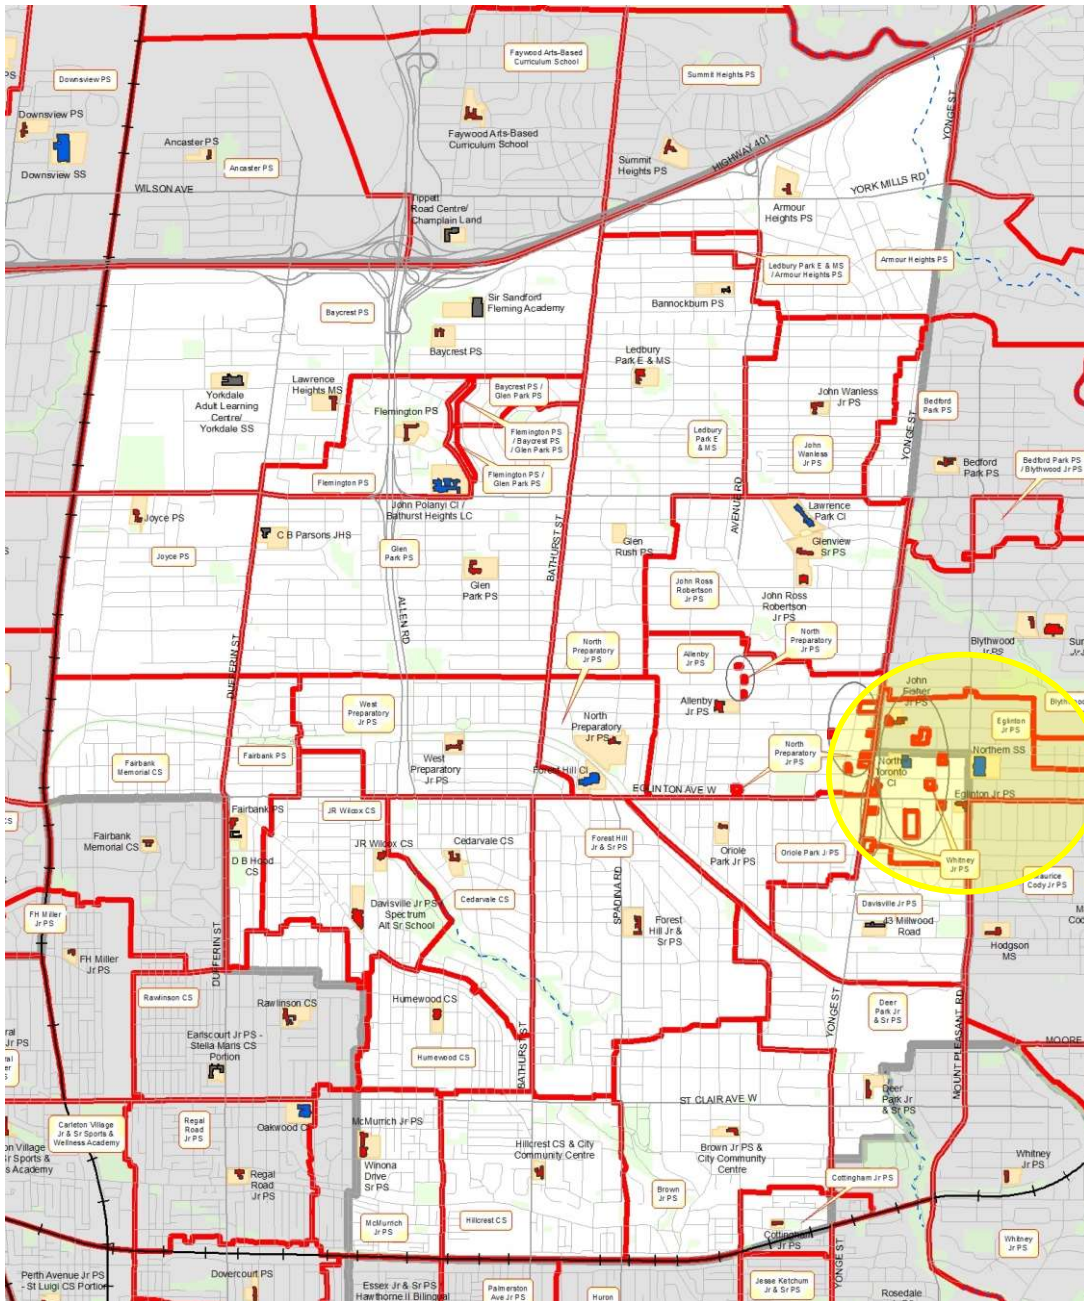 Faywood Arts-Based
Curriculum School
Downsview PS
Summit Heights PS
Downsview PS
Downsview SS
Ancaster PS
Ancaster PS
Faywood Arts-Based
Curriculum School
Summit
Heights PS
HIGHWAY 401
YONGE ST
WILSON AVE
Tippett
Road Centre/
Champlain Land
YORK MILLS RD
Armour
Heights PS
Ledbury Park E & MS
/ Armour Heights PS
Armour Heights PS
Bannockburn PS
Sir Sandford
Fleming Academy
Baycrest PS
Baycrest PS
Ledbury
Park E & MS
Lawrence
Heights MS
Yorkdale
Adult Learning
Centre/
Yorkdale SS
Flemington PS
Baycrest PS /
Glen Park PS
Flemington PS
/ Baycrest PS
/ Glen Park PS
Flemington PS /
Glen Park PS
Flemington PS
John Wanless
Jr PS
Ledbury
Park E
& MS
John
Wanless
Jr PS
YONGE ST
Bedford
Park PS
Bedford
Park PS
Bedford Park PS
/ Blythwood Jr PS
AVENUE RD
Lawrence
Park CI
Glenview
Sr PS
John Polanyi CI /
Bathurst Heights LC
Joyce PS
Joyce PS
C B Parsons JHS
Glen
Park PS
Glen
Park PS
BATHURST ST
Glen
Rush PS
John Ross
Robertson
Jr PS
John Ross
Robertson
Jr PS
ALLEN RD
DUFFERIN ST
North
Preparatory
Jr PS
Allenby
Jr PS
North
Preparatory
Jr PS
Blythwood
Jr PS
John
Fisher
Jr PS
Allenby
Jr PS
West
Preparatory
Jr PS
North
Preparatory
Jr PS
West
Preparatory
Jr PS
Forest Hill CI
North
Preparatory
Jr PS
Eglinton
Jr PS
Northern SS
North
Toronto
CI
Eglinton Jr PS
EGLINTON AVE W
Fairbank
Memorial CS
Fairbank PS
Fairbank PS
Fairbank
Memorial CS
D B Hood
CS
JR Wilcox CS
JR Wilcox CS
Cedarvale CS
Cedarvale CS
Forest Hill
Jr & Sr PS
Oriole
Park Jr PS
Oriole Park Jr PS
Whitney
Jr PS
Maurice
Cody Jr PS
Davisville Jr PS
43 Millwood
Road
Hodgson
MS
Davisville Jr PS /
Spectrum
Alt Sr School
SPADINA RD
Forest
Hill Jr &
Sr PS
FH Miller
Jr PS
FH Miller
Jr PS
DUFFERIN ST
Rawlinson CS
Rawlinson CS
Humewood CS
Humewood CS
BATHURST ST
YONGE ST
Deer
Park Jr
& Sr PS
MOUNT PLEASANT RD
MOORE
Earlscourt Jr PS -
Stella Maris CS
Portion
Deer
Park Jr
& Sr PS
ST CLAIR AVE W
Carleton Village
Jr & Sr Sports &
Wellness Academy
Regal
Road
Jr PS
Oakwood CI
McMurrich Jr PS
Winona
Drive
Sr PS
Hillcrest CS & City
Community Centre
Brown Jr PS &
City Community
Centre
Brown
Jr PS
Cottingham Jr PS
Whitney
Jr PS
Regal
Road
Jr PS
McMurrich
Jr PS
Hillcrest CS
Cottingham
Jr PS
Whitney
Jr PS
YONGE ST
Perth Avenue Jr PS
- St Luigi CS Portion
Dovercourt PS
Essex Jr & Sr PS /
Hawthorne II Bilingual
Palmerston
Ave Jr PS
Huron
Jesse Ketchum
Jr & Sr PS
Rosedale